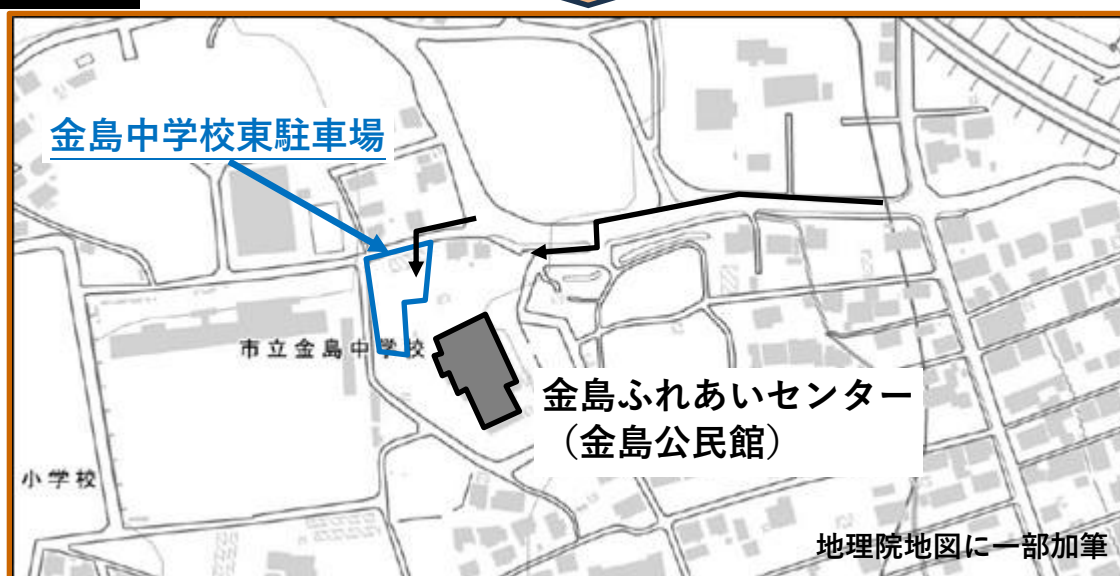 金島中学校東駐車場
市立金島中学校
金島ふれあいセンター
（金島公民館）
小学校
地理院地図に一部加筆